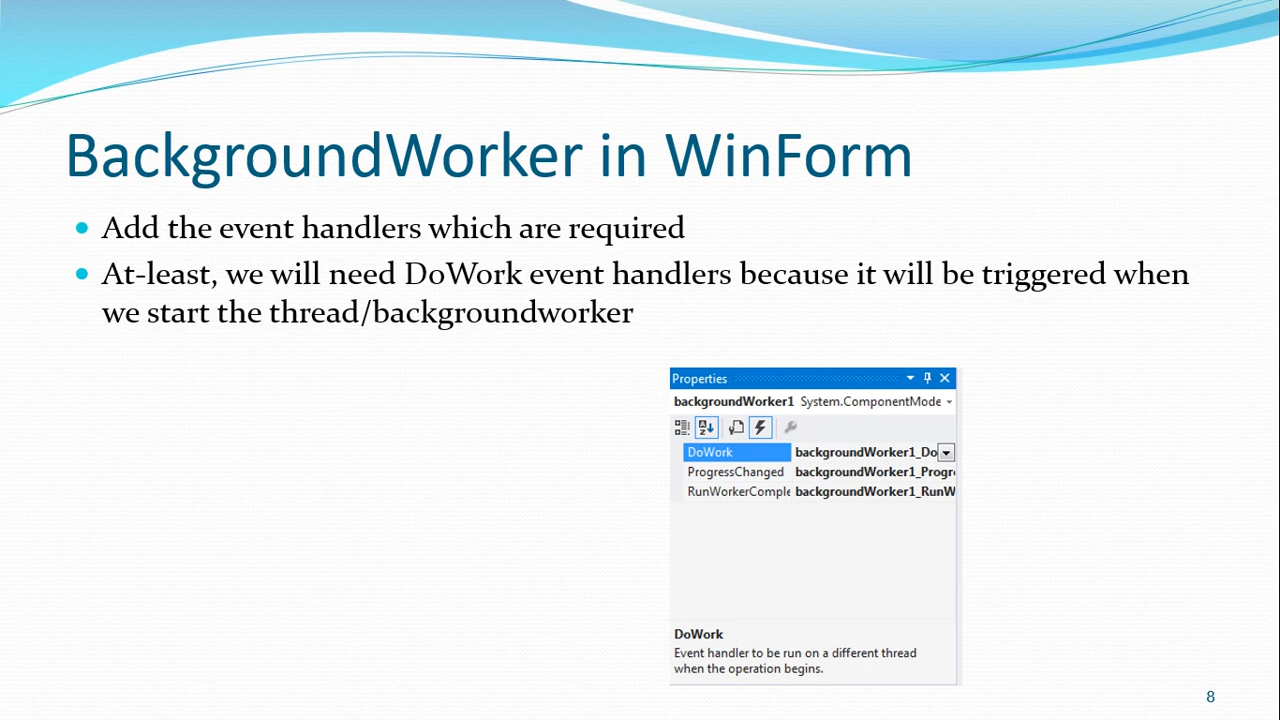 BackgroundWorker in WinForm
Add the event handlers which are required
At-least, we will need DoWork event handlers because it will be triggered when
we start the thread/backgroundworker
Properties
backgroundWorker1 System.ComponentMode
DoWork backgroundWorker1_Do
ProgressChanged backgroundWorker1_Progr
RunWorkerComple backgroundWorker1_RunW
DoWork
Event handler to be run on a different thread
when the operation begins.
8